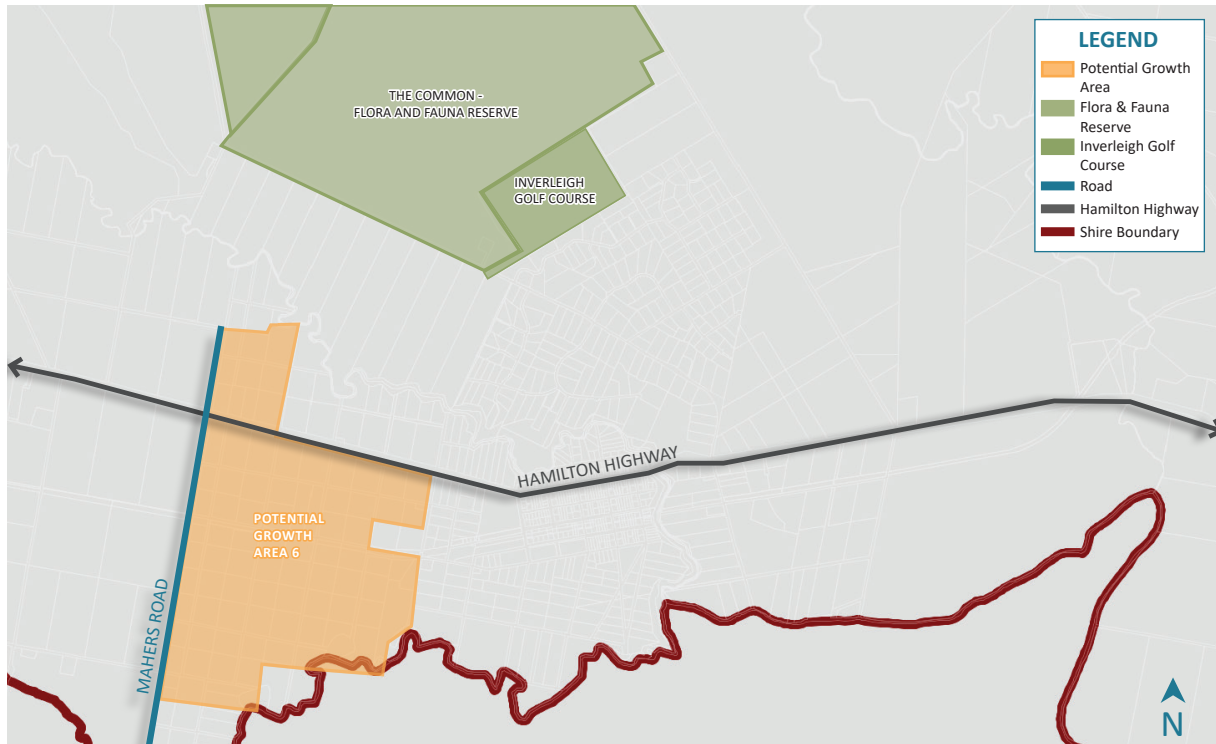 THE COMMON -
FLORA AND FAUNA RESERVE
INVERLEIGH
GOLF COURSE
LEGEND
Potential Growth
Area
Flora & Fauna
Reserve
Inverleigh Golf
Course
Road
Hamilton Highway
Shire Boundary
HAMILTON HIGHWAY
POTENTIAL
GROWTH
AREA 6
MAHERS ROAD
N